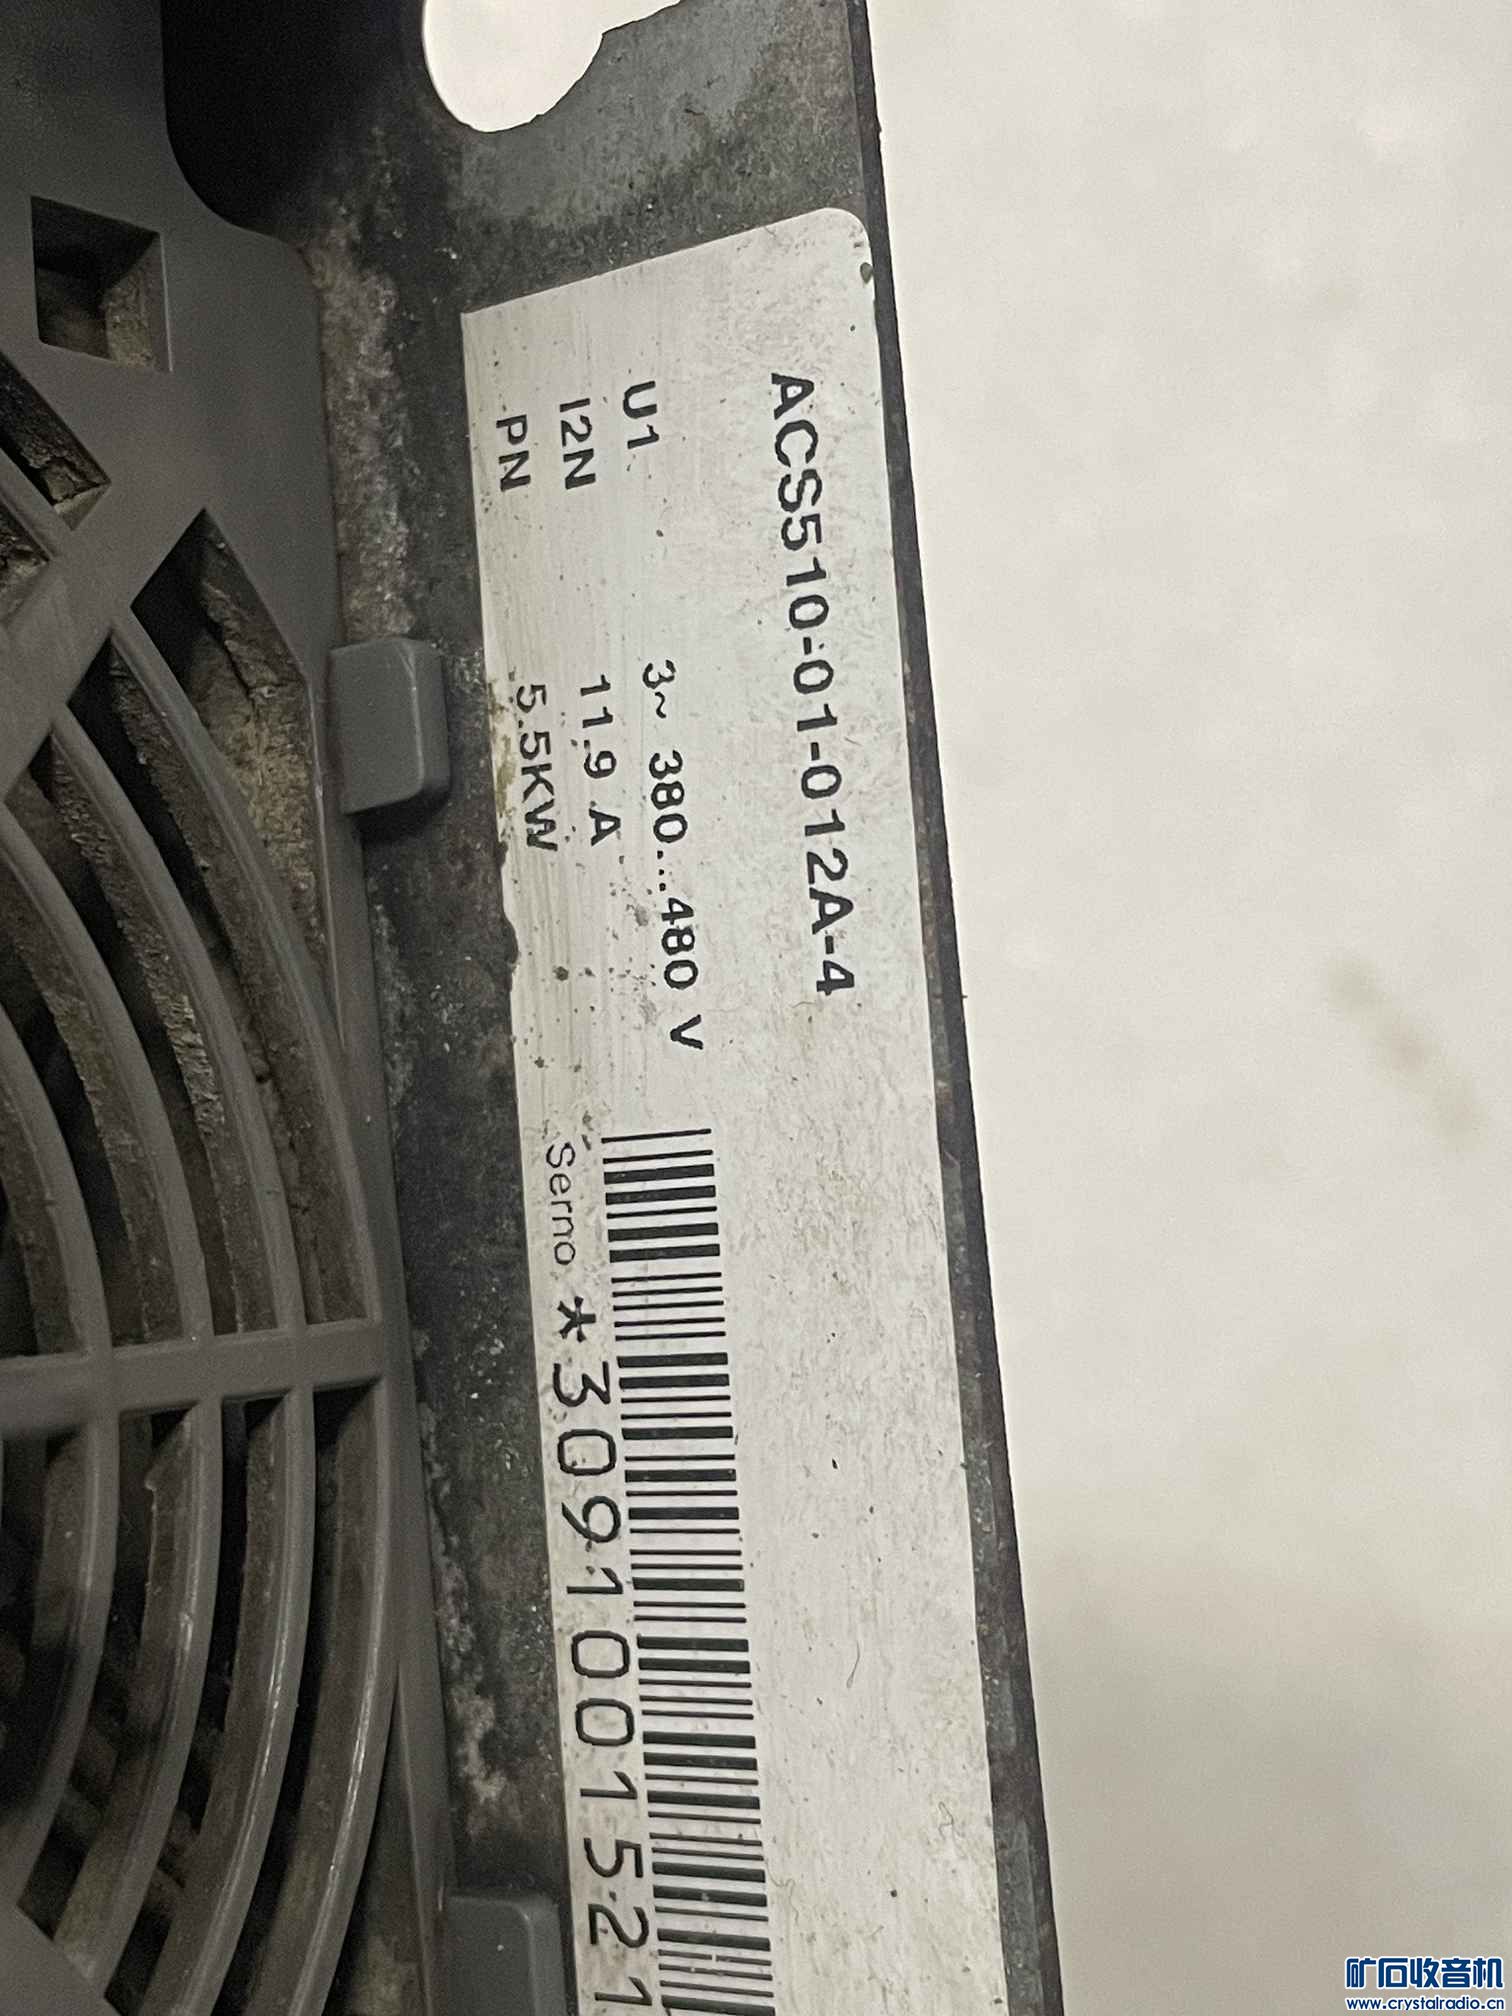 ACS510-01-012A-4
U1 3~ 380...480 V
I2N 11.9 A
PN 5.5KW
Serno *3091001521
矿石收音机
www.crystalradio.cn